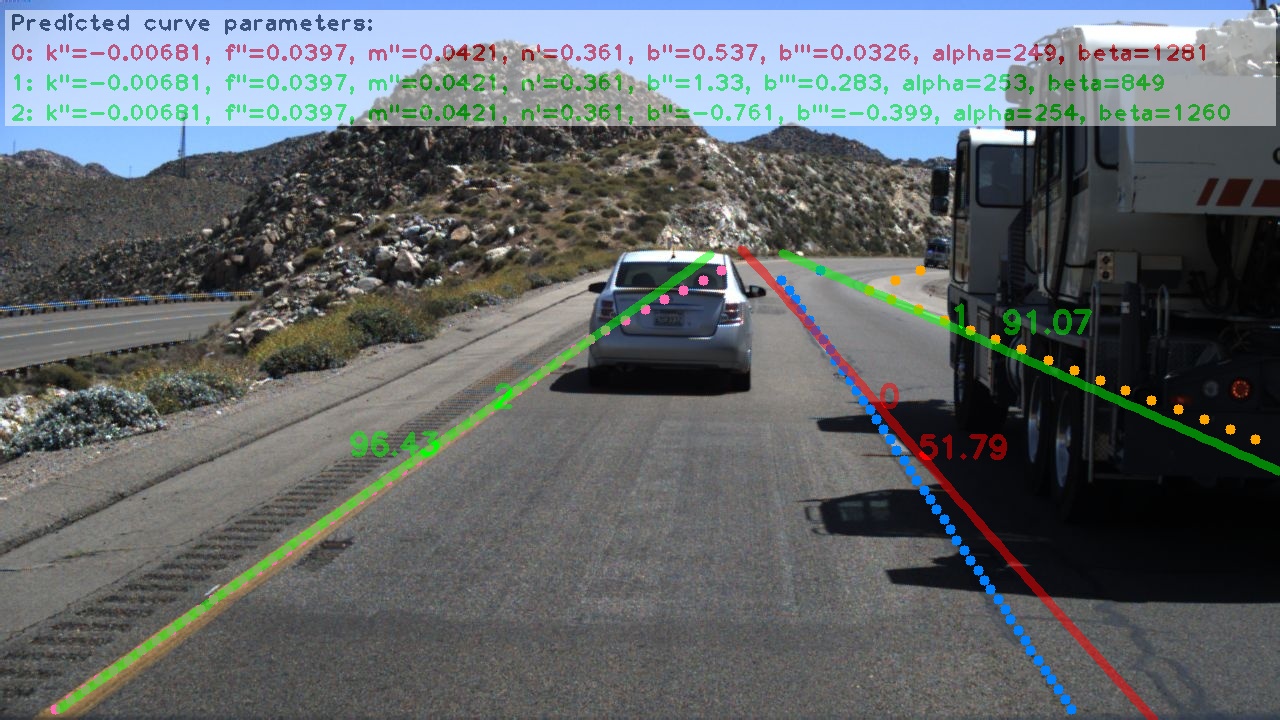 Predicted curve parameters:
0: k''=-0.00681, f''=0.0397, m''=0.0421, n'=0.361, b''=0.537, b'''=0.0326, alpha=249, beta=1281
1: k''=-0.00681, f''=0.0397, m''=0.0421, n'=0.361, b''=1.33, b'''=0.283, alpha=253, beta=849
2: k''=-0.00681, f''=0.0397, m''=0.0421, n'=0.361, b''=-0.761, b'''=-0.399, alpha=254, beta=1260
1 91.07
2
0
96.43
51.79